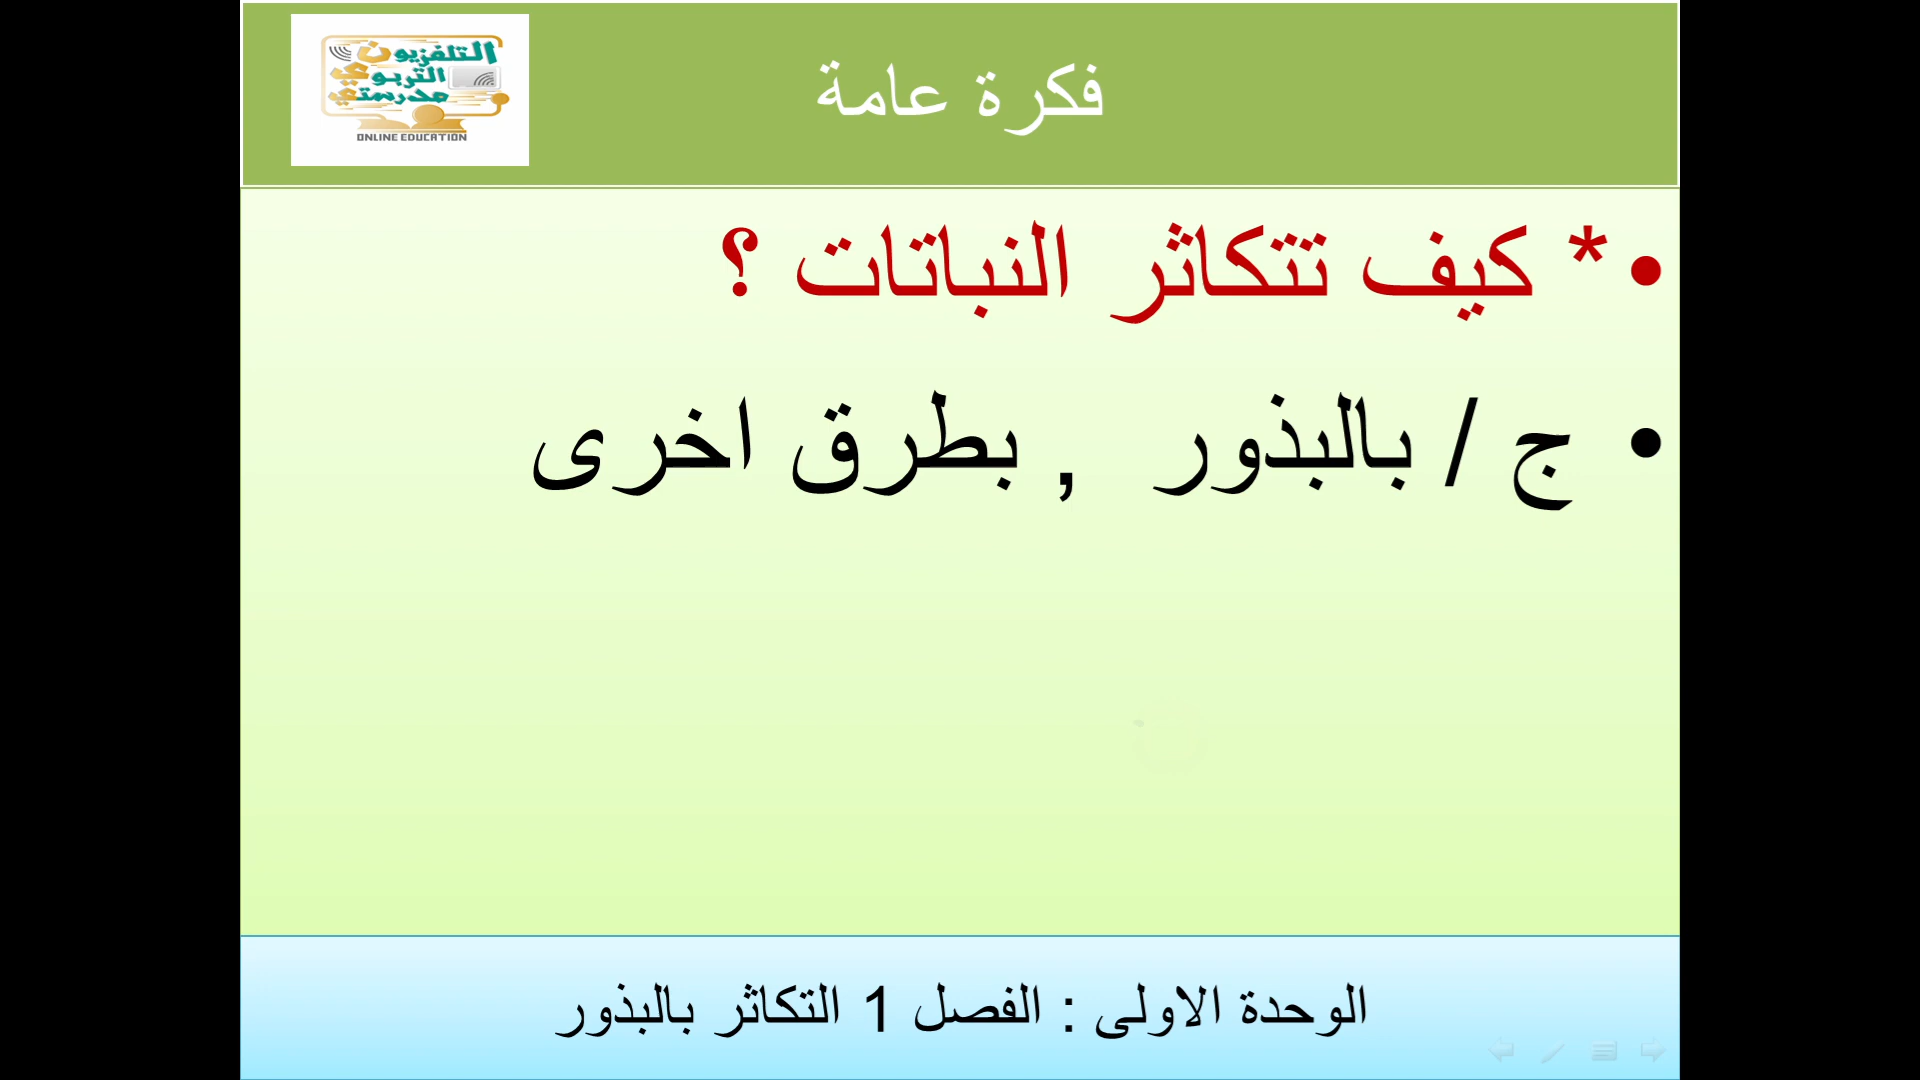 التلفزيون
التربوي
مدرستي
ONLINE EDUCATION
فكرة عامة
• * كيف تتكاثر النباتات ؟
• ج / بالبذور , بطرق اخرى
الوحدة الاولى : الفصل 1 التكاثر بالبذور